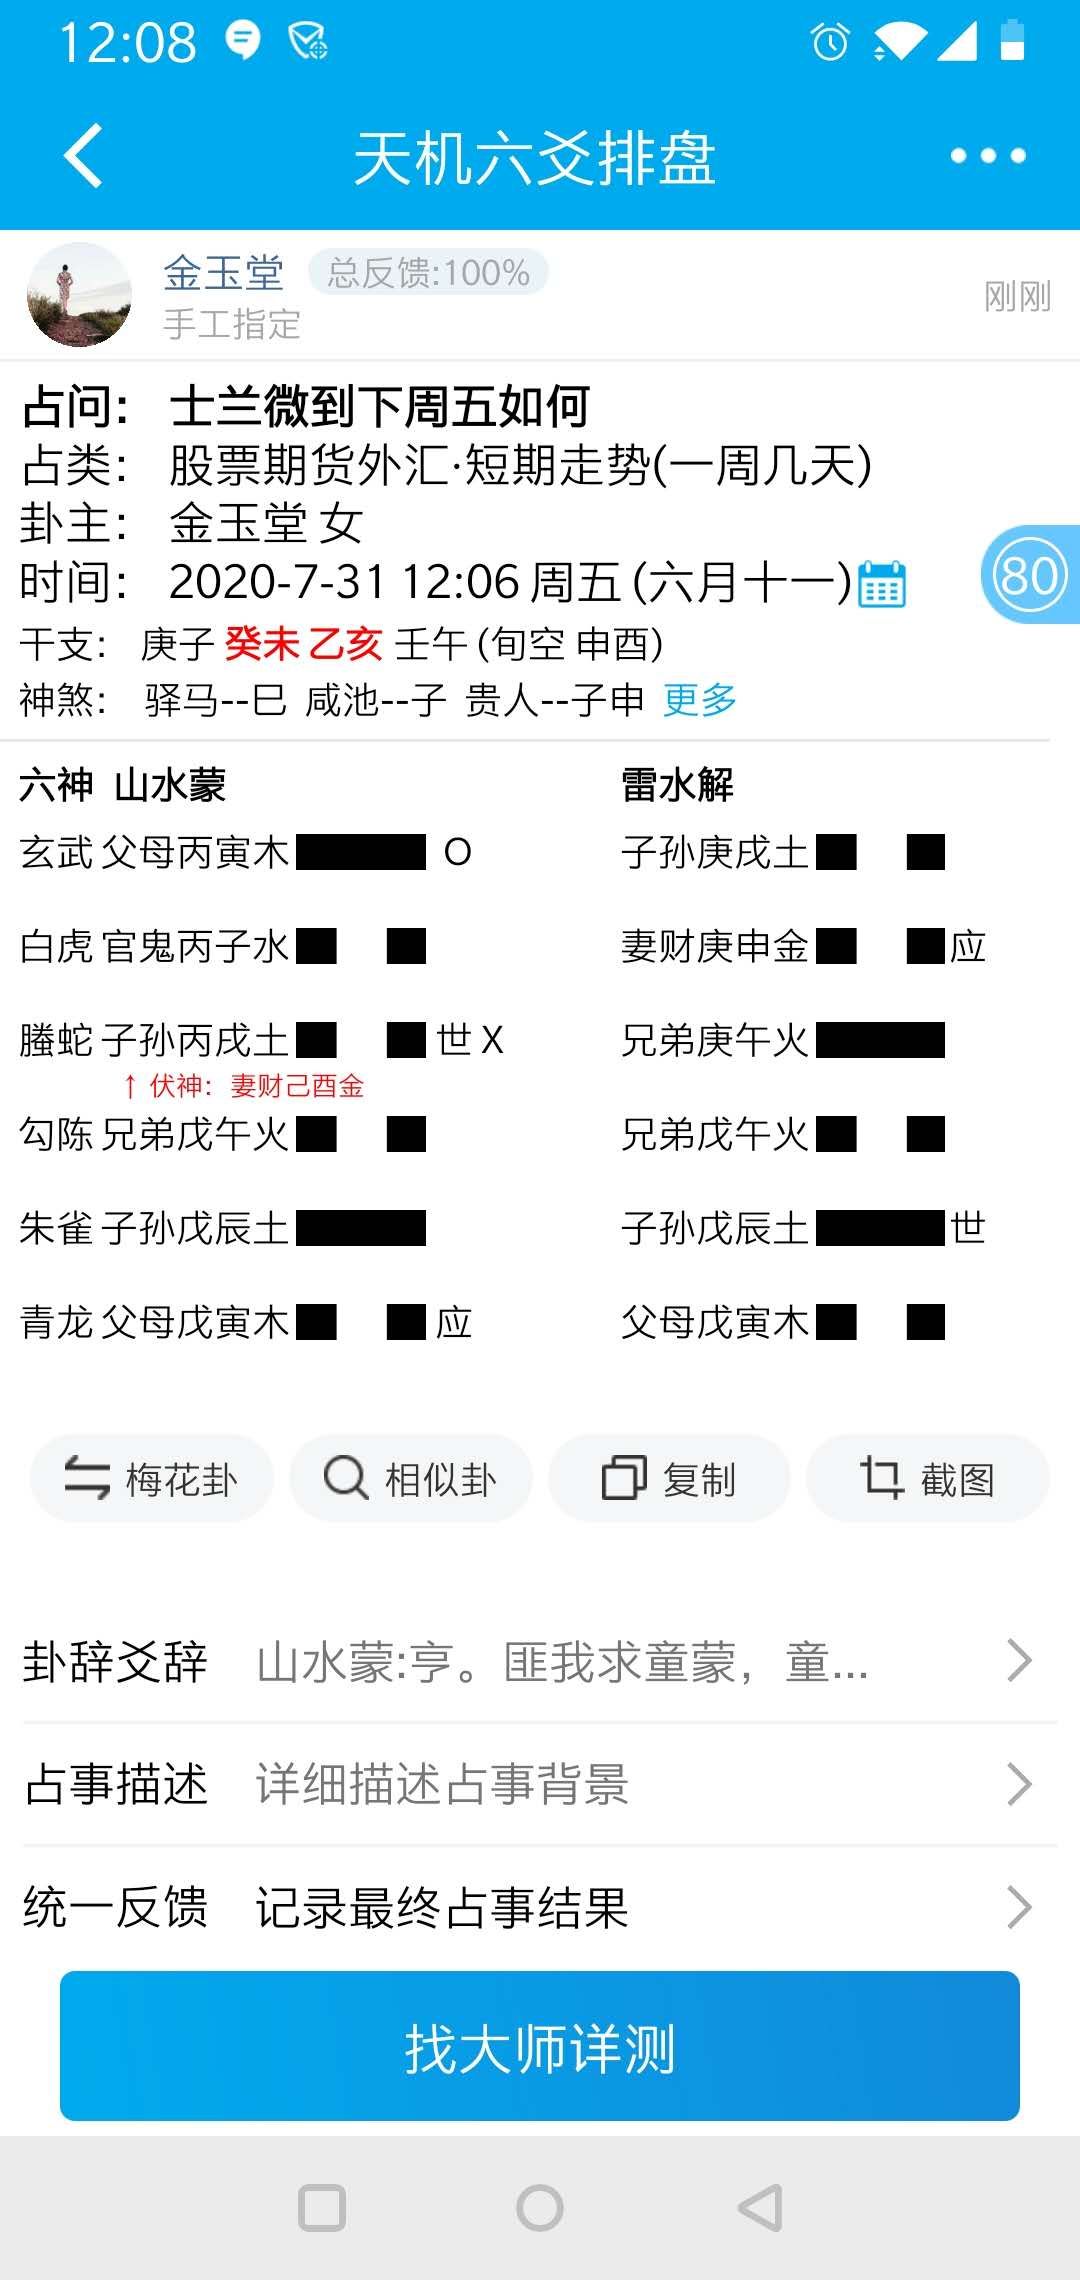 12:08
天机六爻排盘
金玉堂 总反馈:100%
手工指定
刚刚
占问： 士兰微到下周五如何
占类： 股票期货外汇·短期走势(一周几天)
卦主： 金玉堂 女
时间： 2020-7-31 12:06 周五 (六月十一)
80
干支： 庚子 癸未 乙亥 壬午 (旬空 申酉)
神煞： 驿马--巳 咸池--子 贵人--子申 更多
六神 山水蒙 雷水解
玄武 父母丙寅木 O 子孙庚戌土
白虎 官鬼丙子水 妻财庚申金 应
螣蛇 子孙丙戌土 世 X 兄弟庚午火
↑ 伏神：妻财己酉金
勾陈 兄弟戊午火 兄弟戊午火
朱雀 子孙戊辰土 子孙戊辰土 世
青龙 父母戊寅木 应 父母戊寅木
梅花卦 相似卦 复制 截图
卦辞爻辞 山水蒙:亨。匪我求童蒙，童...
占事描述 详细描述占事背景
统一反馈 记录最终占事结果
找大师详测